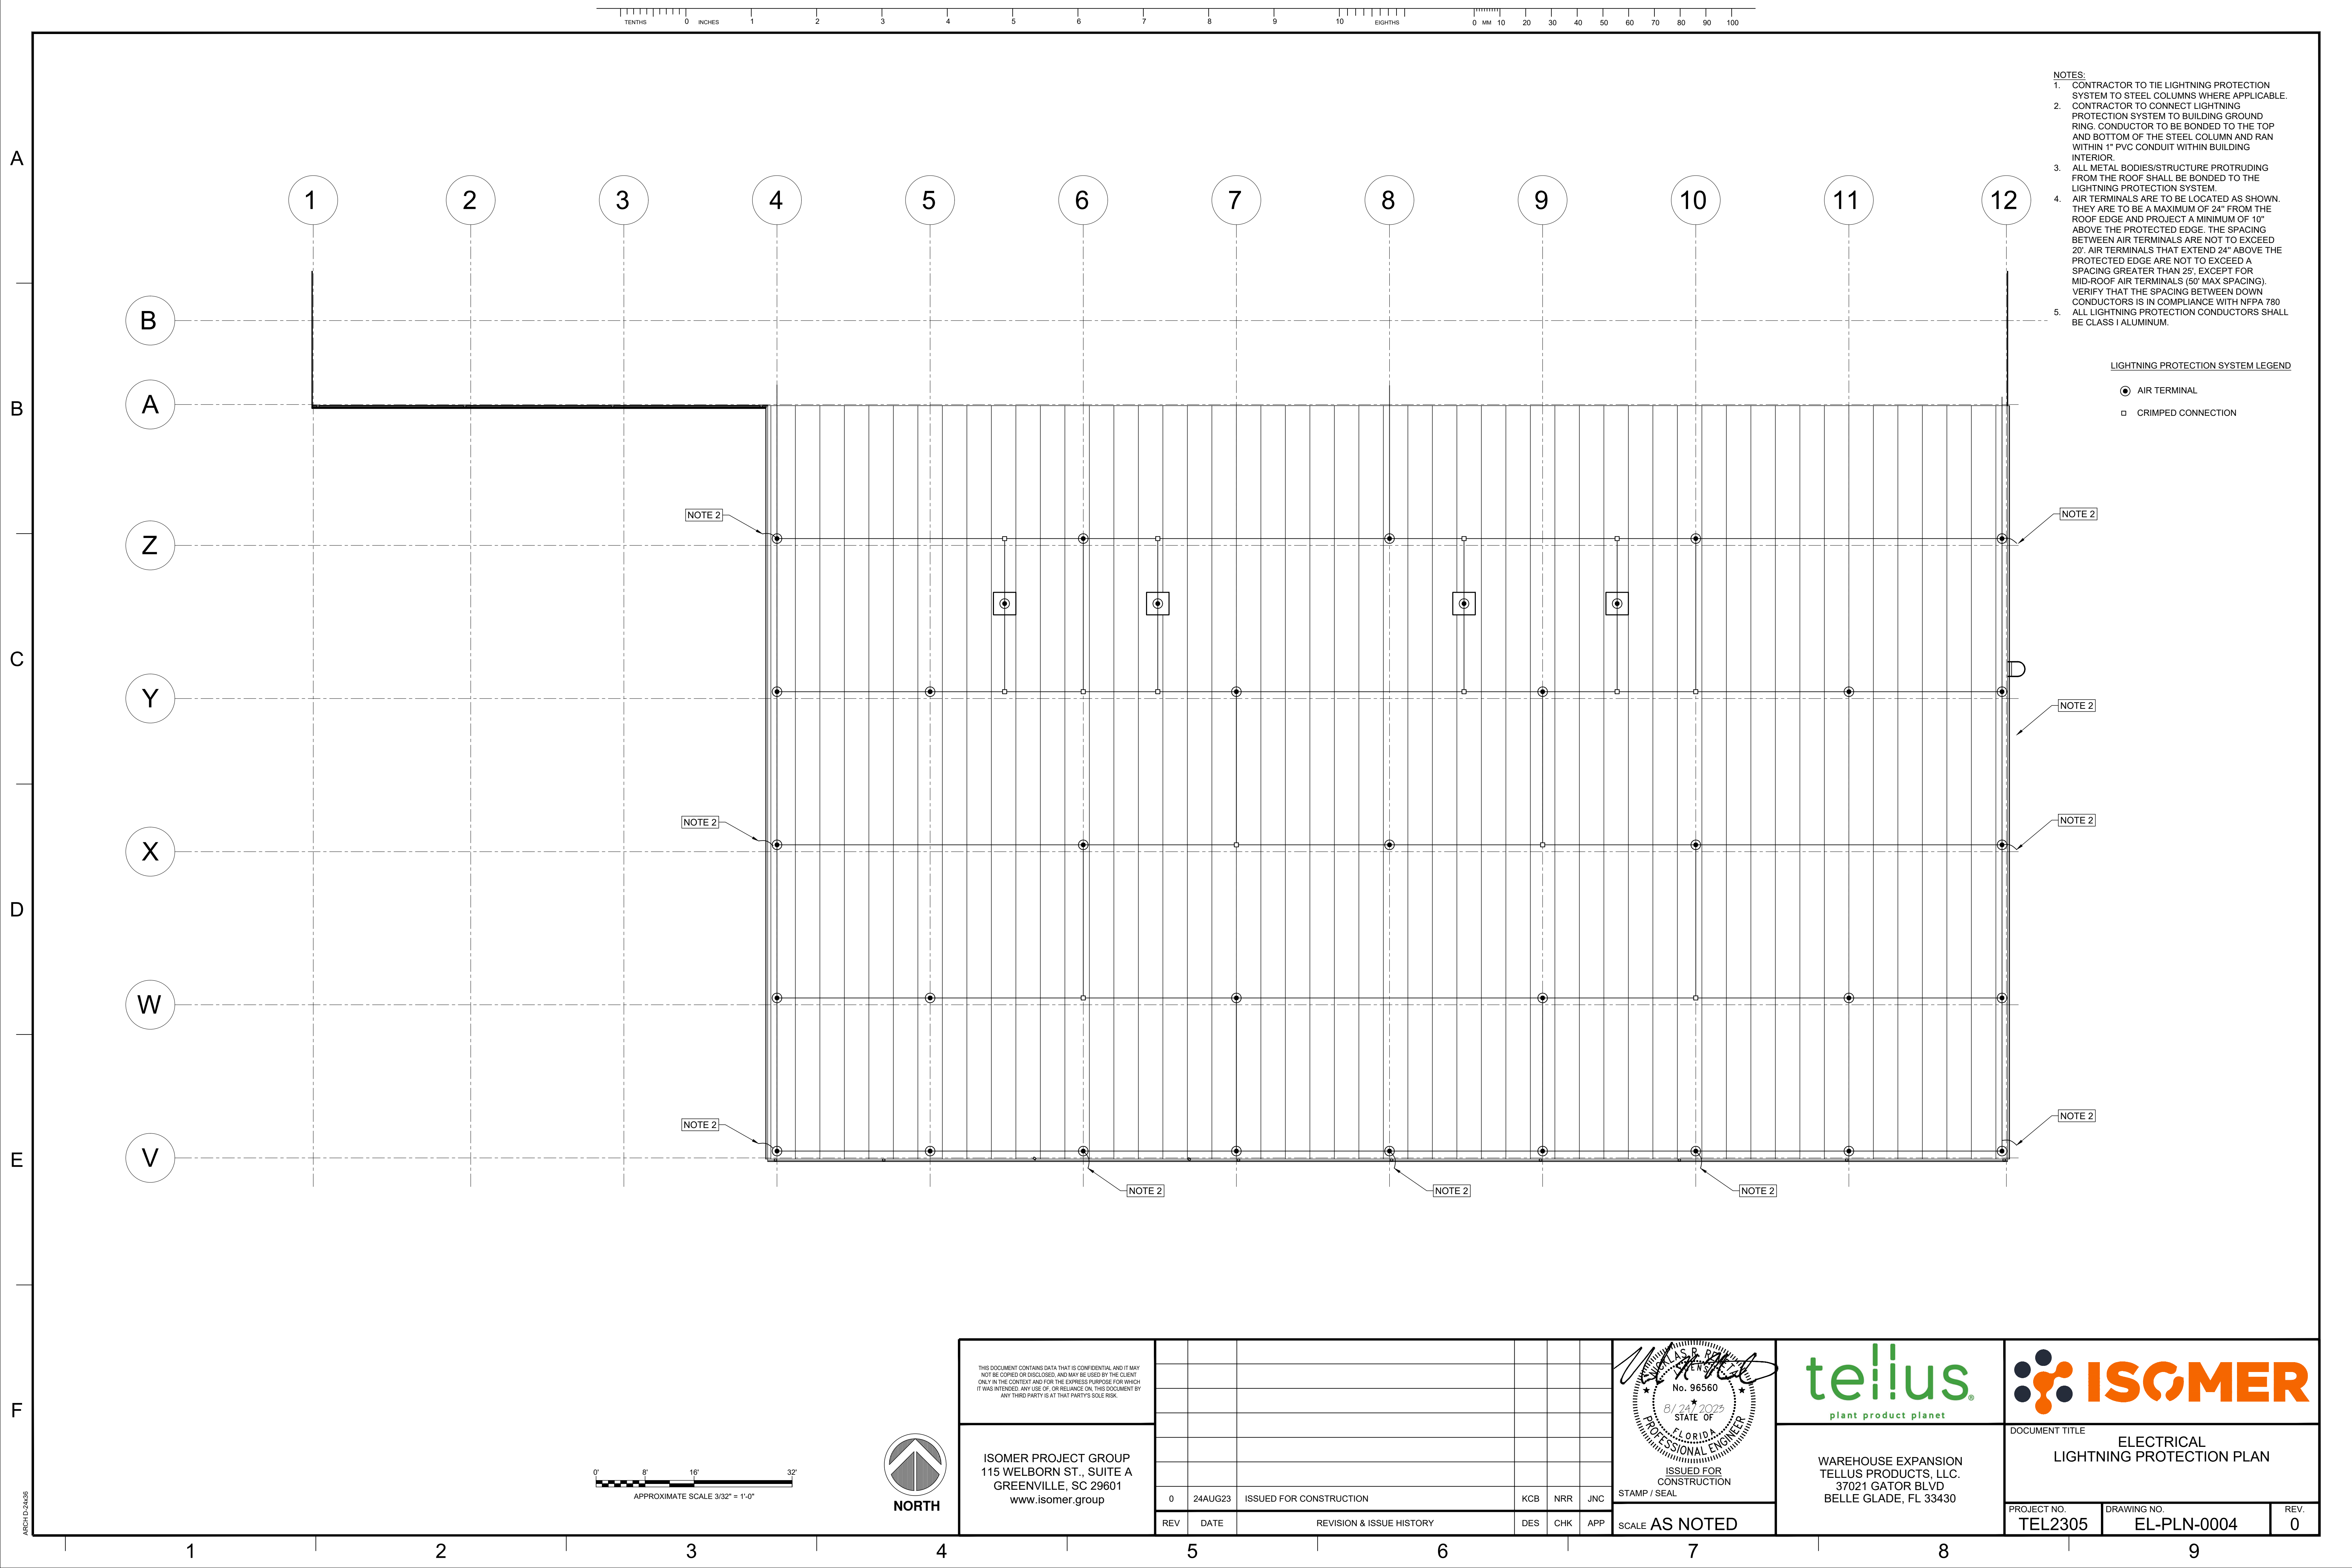 TENTHS 0 INCHES 1 2 3 4 5 6 7 8 9 10 EIGHTHS 0 MM 10 20 30 40 50 60 70 80 90 100
NOTES:
1. CONTRACTOR TO TIE LIGHTNING PROTECTION
SYSTEM TO STEEL COLUMNS WHERE APPLICABLE.
2. CONTRACTOR TO CONNECT LIGHTNING
PROTECTION SYSTEM TO BUILDING GROUND
RING. CONDUCTOR TO BE BONDED TO THE TOP
AND BOTTOM OF THE STEEL COLUMN AND RAN
WITHIN 1" PVC CONDUIT WITHIN BUILDING
INTERIOR.
3. ALL METAL BODIES/STRUCTURE PROTRUDING
FROM THE ROOF SHALL BE BONDED TO THE
LIGHTNING PROTECTION SYSTEM.
4. AIR TERMINALS ARE TO BE LOCATED AS SHOWN.
THEY ARE TO BE A MAXIMUM OF 24" FROM THE
ROOF EDGE AND PROJECT A MINIMUM OF 10"
ABOVE THE PROTECTED EDGE. THE SPACING
BETWEEN AIR TERMINALS ARE NOT TO EXCEED
20'. AIR TERMINALS THAT EXTEND 24" ABOVE THE
PROTECTED EDGE ARE NOT TO EXCEED A
SPACING GREATER THAN 25', EXCEPT FOR
MID-ROOF AIR TERMINALS (50' MAX SPACING).
VERIFY THAT THE SPACING BETWEEN DOWN
CONDUCTORS IS IN COMPLIANCE WITH NFPA 780
5. ALL LIGHTNING PROTECTION CONDUCTORS SHALL
BE CLASS I ALUMINUM.
LIGHTNING PROTECTION SYSTEM LEGEND
AIR TERMINAL
CRIMPED CONNECTION
A
1 2 3 4 5 6 7 8 9 10 11 12
B
A
B
NOTE 2
NOTE 2
Z
C
Y
NOTE 2
NOTE 2
NOTE 2
X
D
W
NOTE 2
NOTE 2
V
E
NOTE 2
NOTE 2
NOTE 2
F
THIS DOCUMENT CONTAINS DATA THAT IS CONFIDENTIAL AND IT MAY
NOT BE COPIED OR DISCLOSED, AND MAY BE USED BY THE CLIENT
ONLY IN THE CONTEXT AND FOR THE EXPRESS PURPOSE FOR WHICH
IT WAS INTENDED. ANY USE OF, OR RELIANCE ON, THIS DOCUMENT BY
ANY THIRD PARTY IS AT THAT PARTY'S SOLE RISK.
ISOMER PROJECT GROUP
115 WELBORN ST., SUITE A
GREENVILLE, SC 29601
www.isomer.group
0' 8' 16' 32'
APPROXIMATE SCALE 3/32" = 1'-0"
NORTH
0 24AUG23 ISSUED FOR CONSTRUCTION KCB NRR JNC
REV DATE REVISION & ISSUE HISTORY DES CHK APP
No. 96560
8/24/2023
STATE OF
FLORIDA
PROFESSIONAL ENGINEER
ISSUED FOR
CONSTRUCTION
STAMP / SEAL
SCALE AS NOTED
tellus®
plant product planet
WAREHOUSE EXPANSION
TELLUS PRODUCTS, LLC.
37021 GATOR BLVD
BELLE GLADE, FL 33430
ISOMER
DOCUMENT TITLE
ELECTRICAL
LIGHTNING PROTECTION PLAN
PROJECT NO.
TEL2305
DRAWING NO.
EL-PLN-0004
REV.
0
ARCH D-24x36
1 2 3 4 5 6 7 8 9